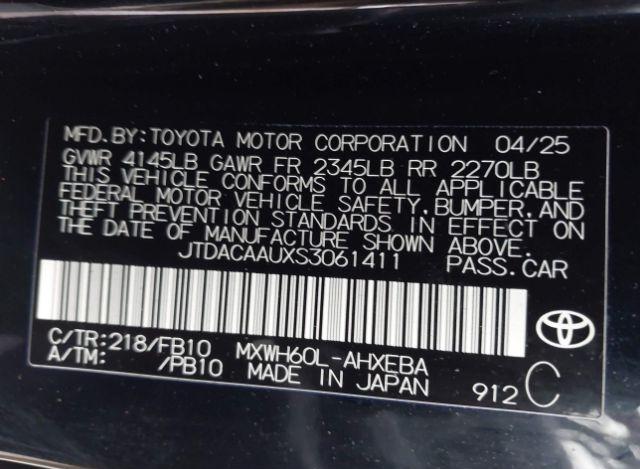 MFD.BY:TOYOTA MOTOR CORPORATION 04/25
GVWR 4145LB GAWR FR 2345LB RR 2270LB
THIS VEHICLE CONFORMS TO ALL APPLICABLE
FEDERAL MOTOR VEHICLE SAFETY,BUMPER,AND
THEFT PREVENTION STANDARDS IN EFFECT ON
THE DATE OF MANUFACTURE SHOWN ABOVE.
JTDACAAUXS3061411 PASS.CAR
C/TR:218/FB10 MXWH60L-AHXEBA
A/TM: /PB10 MADE IN JAPAN 912 C